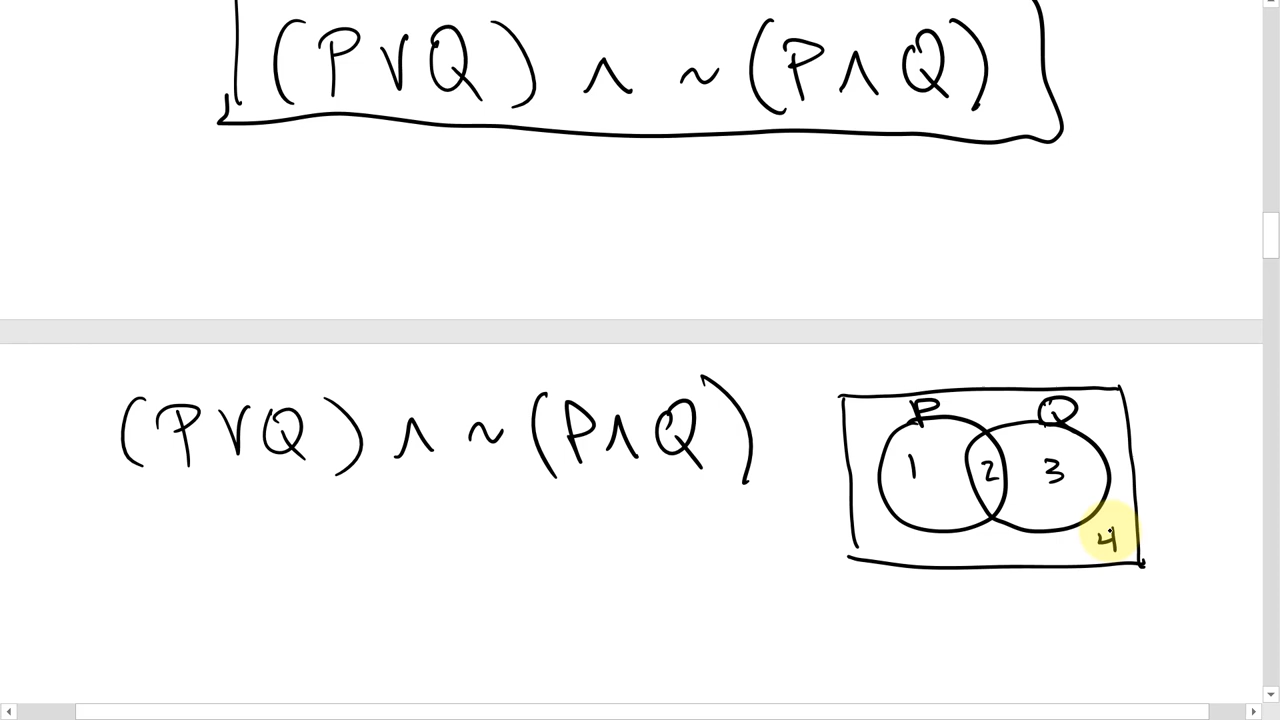 (P∨Q) ∧ ~(P∧Q)
(P∨Q) ∧ ~(P∧Q)
P Q
1 2 3
4